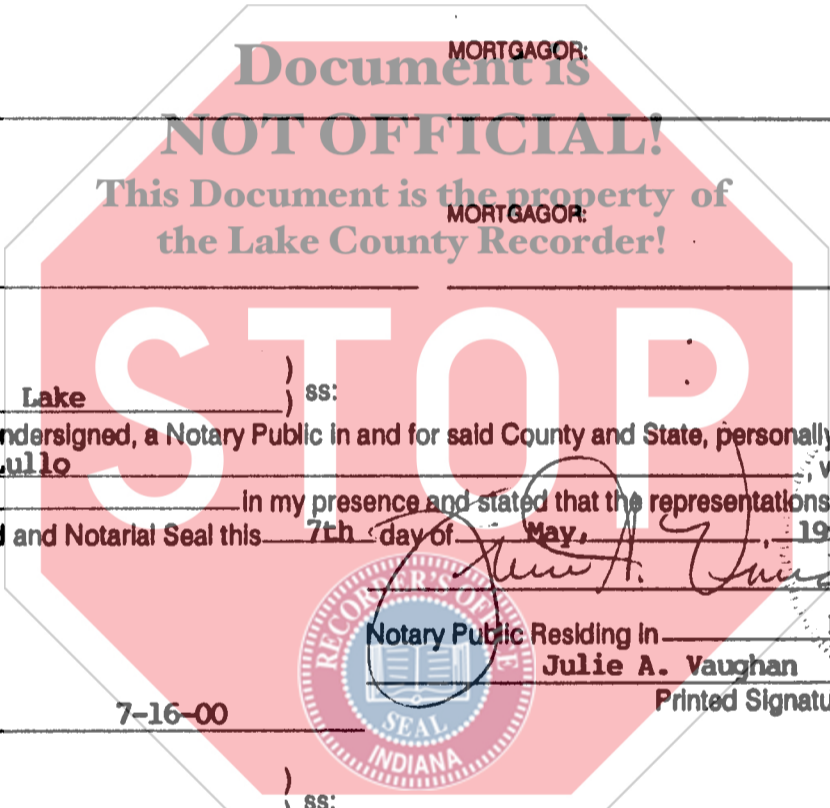 MORTGAGOR:
Document is
NOT OFFICIAL!
This Document is the property of
MORTGAGOR:
the Lake County Recorder!
STOP
Lake ) ss:
ndersigned, a Notary Public in and for said County and State, personally
ullo , v
in my presence and stated that the representations
and Notarial Seal this 7th day of May, , 19
Julie A.
RECORDER'S OFFICE
Notary Public Residing in
Julie A. Vaughan
Printed Signatu
7-16-00
SEAL
INDIANA
) ss: